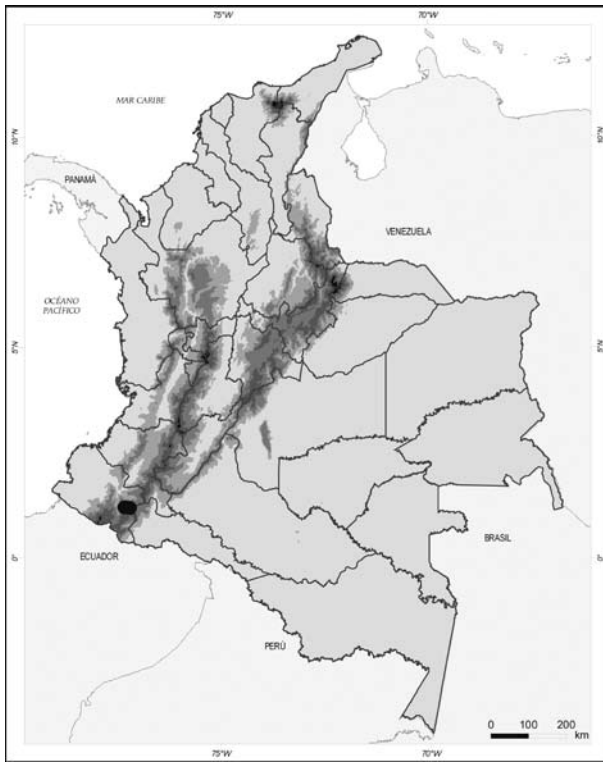 75°W 70°W
MAR CARIBE
10°N 10°N
PANAMÁ
VENEZUELA
OCÉANO
PACÍFICO
5°N 5°N
0° 0°
ECUADOR
BRASIL
PERÚ
0 100 200
km
75°W 70°W